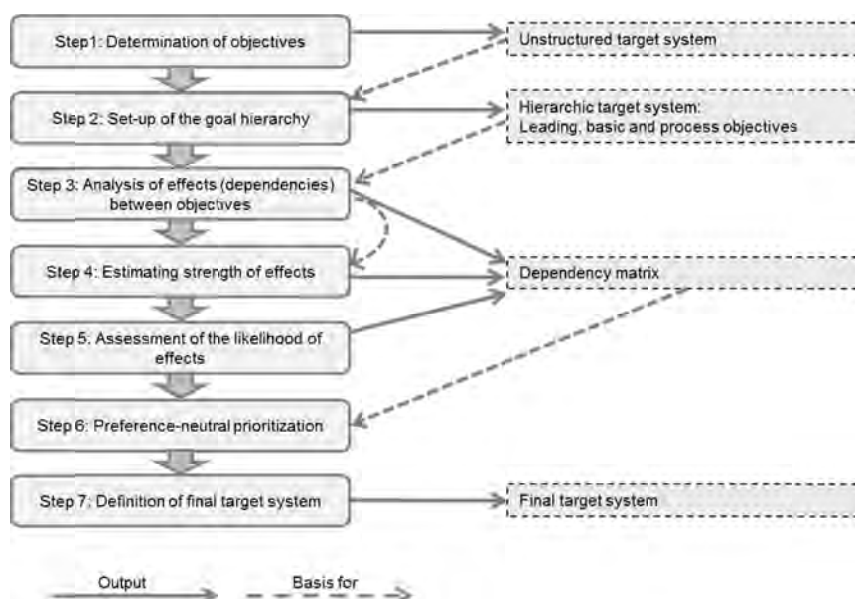 Step1: Determination of objectives
Unstructured target system
Step 2: Set-up of the goal hierarchy
Hierarchic target system:
Leading, basic and process objectives
Step 3: Analysis of effects (dependencies)
between objectives
Step 4: Estimating strength of effects
Dependency matrix
Step 5: Assessment of the likelihood of
effects
Step 6: Preference-neutral prioritization
Step 7: Definition of final target system
Final target system
Output
Basis for